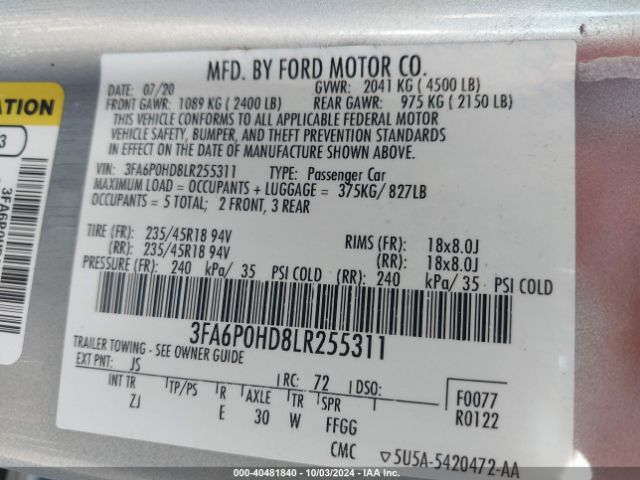 MFD. BY FORD MOTOR CO.
DATE: 07/20 GVWR: 2041 KG ( 4500 LB)
FRONT GAWR: 1089 KG ( 2400 LB) REAR GAWR: 975 KG ( 2150 LB)
THIS VEHICLE CONFORMS TO ALL APPLICABLE FEDERAL MOTOR
VEHICLE SAFETY, BUMPER, AND THEFT PREVENTION STANDARDS
IN EFFECT ON THE DATE OF MANUFACTURE SHOWN ABOVE.
VIN: 3FA6P0HD8LR255311 TYPE: Passenger Car
MAXIMUM LOAD = OCCUPANTS + LUGGAGE = 375KG/ 827LB
OCCUPANTS = 5 TOTAL; 2 FRONT, 3 REAR
TIRE (FR): 235/45R18 94V RIMS (FR): 18x8.0J
(RR): 235/45R18 94V (RR): 18x8.0J
PRESSURE (FR): 240 kPa/ 35 PSI COLD (RR): 240 kPa/ 35 PSI COLD
3FA6P0HD8LR255311
TRAILER TOWING - SEE OWNER GUIDE
EXT PNT: JS RC: 72 DSO:
INT TR TP/PS R AXLE TR SPR F0077
ZJ E 30 W FFGG R0122
CMC ▽5U5A-5420472-AA
ATION
3
000-40481840 - 10/03/2024 - IAAI.COM